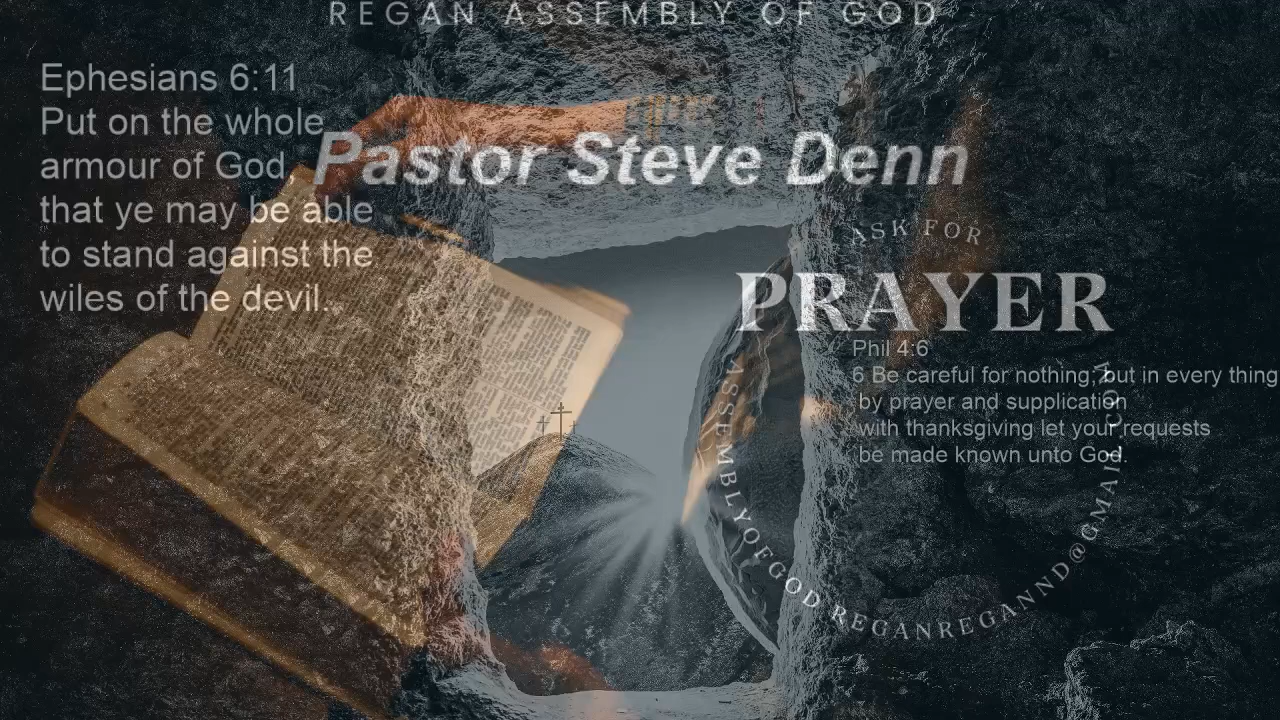 REGAN ASSEMBLY OF GOD
Ephesians 6:11
Put on the whole
armour of God
that ye may be able
to stand against the
wiles of the devil.
Pastor Steve Denn
ASK FOR
PRAYER
Phil 4:6
6 Be careful for nothing; but in every thing
by prayer and supplication
with thanksgiving let your requests
be made known unto God.
ASSEMBLYOFGOD REGANREGANND@GMAIL.COM